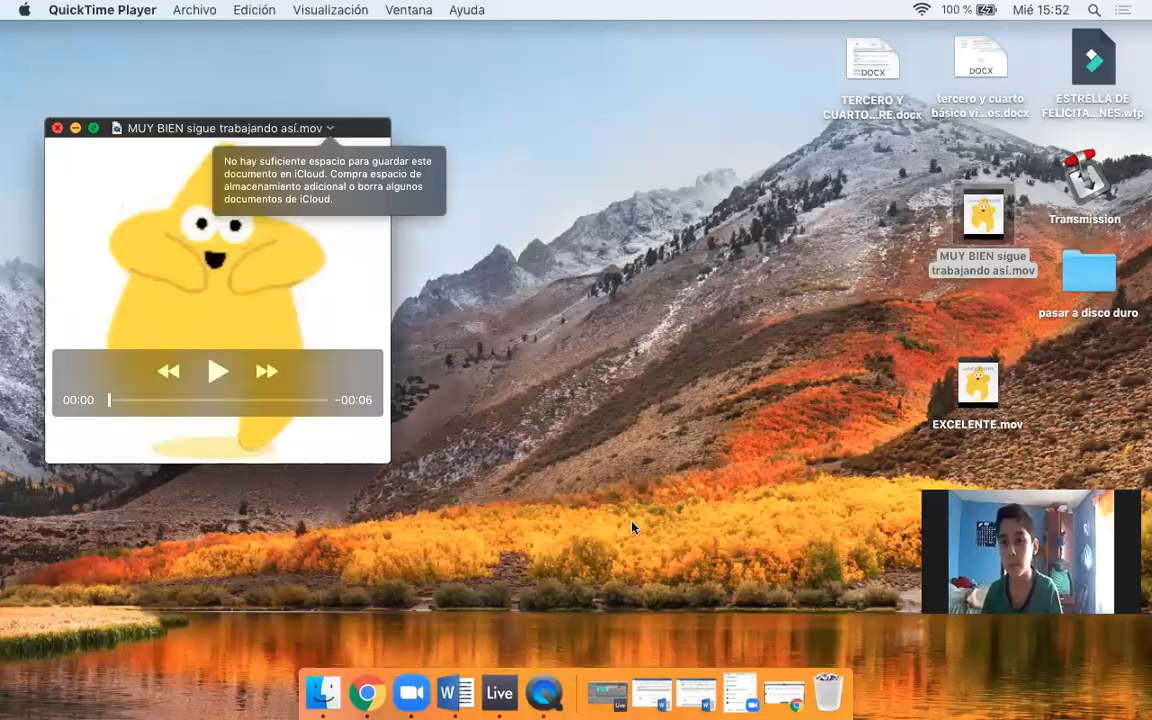 QuickTime Player Archivo Edición Visualización Ventana Ayuda 100 % Mié 15:52
DOCX
DOCX
TERCERO Y
CUARTO...RE.docx
tercero y cuarto
básico vi...os.docx
ESTRELLA DE
FELICITA...NES.wfp
MUY BIEN sigue trabajando así.mov
No hay suficiente espacio para guardar este
documento en iCloud. Compra espacio de
almacenamiento adicional o borra algunos
documentos de iCloud.
Transmission
MUY BIEN sigue
trabajando así.mov
pasar a disco duro
00:00 -00:06
EXCELENTE.mov
Live
Live